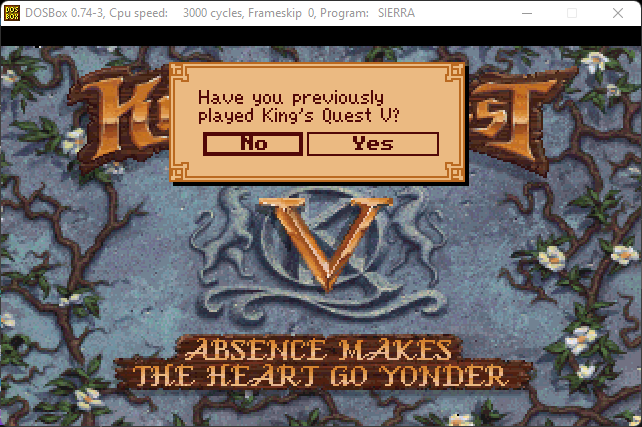 DOSBox 0.74-3, Cpu speed: 3000 cycles, Frameskip 0, Program: SIERRA
Have you previously
played King's Quest V?
No Yes
V
ABSENCE MAKES
THE HEART GO YONDER